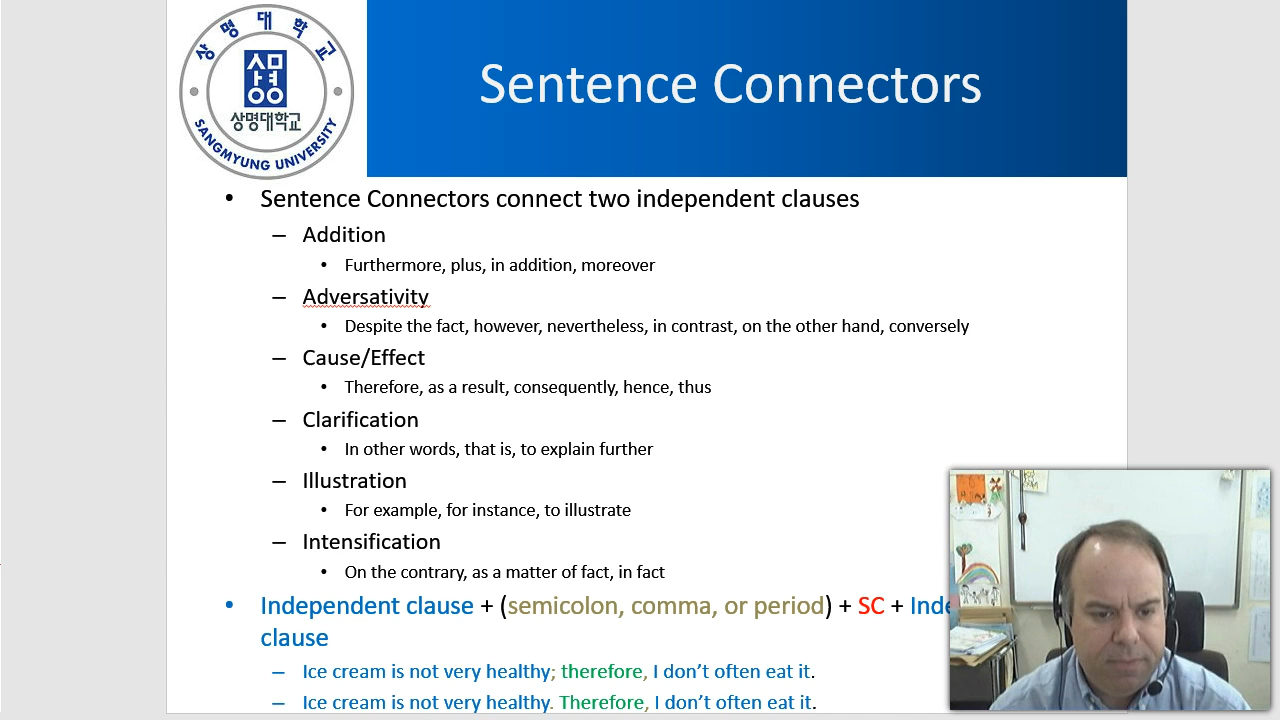 상명대학교
상명
상명대학교
SANGMYUNG UNIVERSITY
Sentence Connectors
• Sentence Connectors connect two independent clauses
– Addition
• Furthermore, plus, in addition, moreover
– Adversativity
• Despite the fact, however, nevertheless, in contrast, on the other hand, conversely
– Cause/Effect
• Therefore, as a result, consequently, hence, thus
– Clarification
• In other words, that is, to explain further
– Illustration
• For example, for instance, to illustrate
– Intensification
• On the contrary, as a matter of fact, in fact
• Independent clause + (semicolon, comma, or period) + SC +
clause
– Ice cream is not very healthy; therefore, I don’t often eat it.
– Ice cream is not very healthy. Therefore, I don’t often eat it.